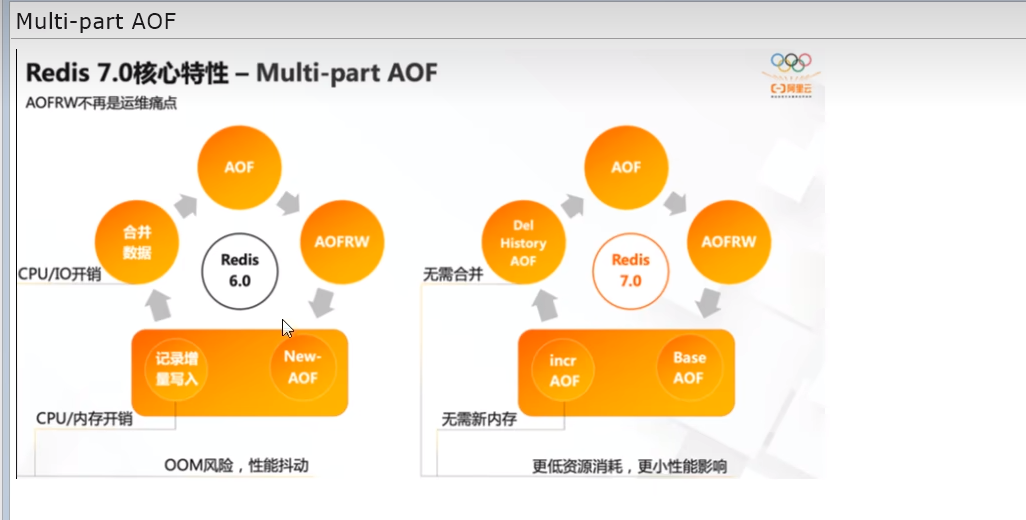 Multi-part AOF
Redis 7.0核心特性 – Multi-part AOF
AOFRW不再是运维痛点
阿里云
AOF
合并
数据
AOFRW
Redis
6.0
CPU/IO开销
记录增
量写入
New-
AOF
CPU/内存开销
OOM风险，性能抖动
AOF
Del
History
AOF
AOFRW
Redis
7.0
无需合并
incr
AOF
Base
AOF
无需新内存
更低资源消耗，更小性能影响